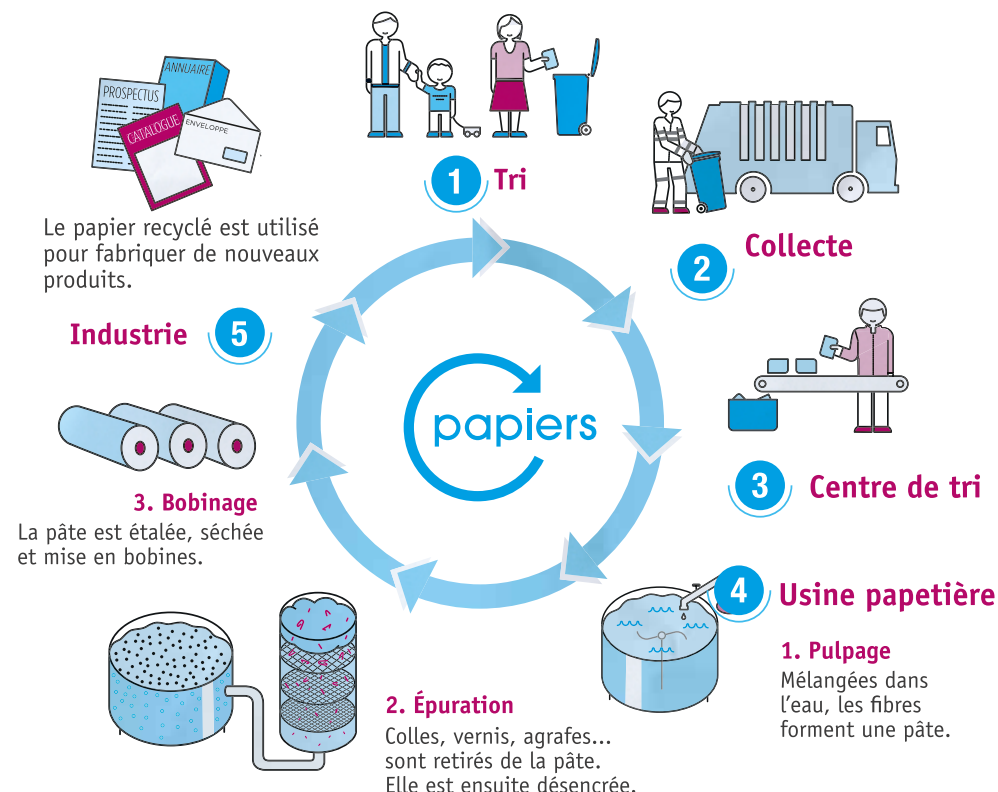 1
Tri
2
Collecte
3
Centre de tri
4
Usine papetière
1. Pulpage
Mélangées dans
l'eau, les fibres
forment une pâte.
2. Épuration
Colles, vernis, agrafes...
sont retirés de la pâte.
Elle est ensuite désencrée.
3. Bobinage
La pâte est étalée, séchée
et mise en bobines.
Industrie
5
ANNUAIRE
PROSPECTUS
CATALOGUE
ENVELOPPE
Le papier recyclé est utilisé
pour fabriquer de nouveaux
produits.
papiers